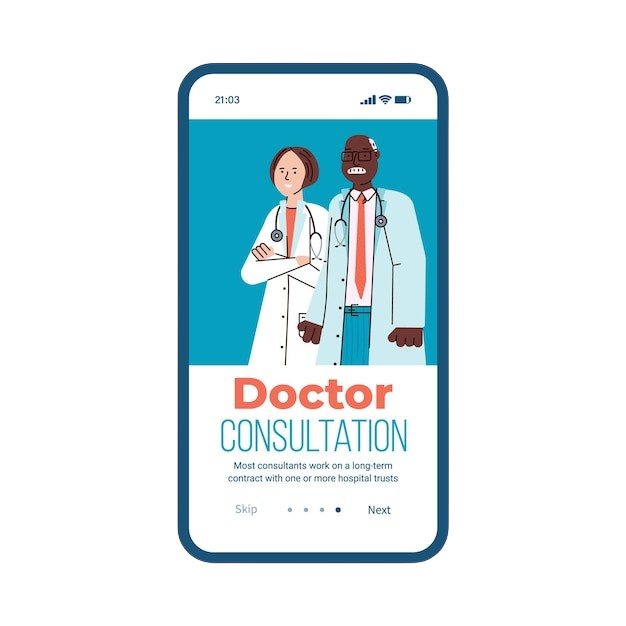 21:03
Doctor
CONSULTATION
Most consultants work on a long-term
contract with one or more hospital trusts
Skip
Next